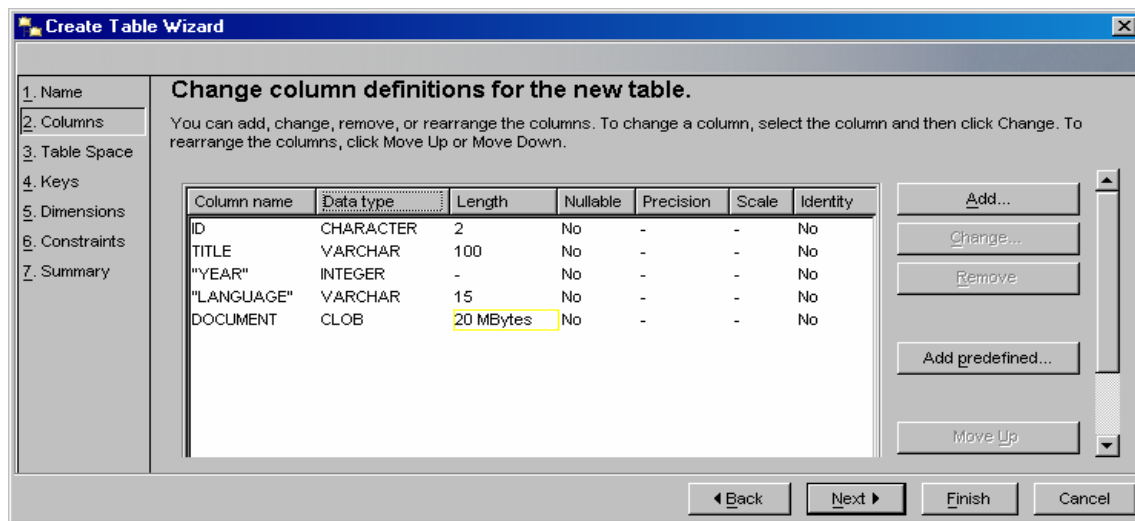 Create Table Wizard
1. Name
2. Columns
3. Table Space
4. Keys
5. Dimensions
6. Constraints
7. Summary
Change column definitions for the new table.
You can add, change, remove, or rearrange the columns. To change a column, select the column and then click Change. To
rearrange the columns, click Move Up or Move Down.
Column name Data type Length Nullable Precision Scale Identity
ID CHARACTER 2 No - - No
TITLE VARCHAR 100 No - - No
"YEAR" INTEGER - No - - No
"LANGUAGE" VARCHAR 15 No - - No
DOCUMENT CLOB 20 MBytes No - - No
Add...
Change...
Remove
Add predefined...
Move Up
Back Next Finish Cancel